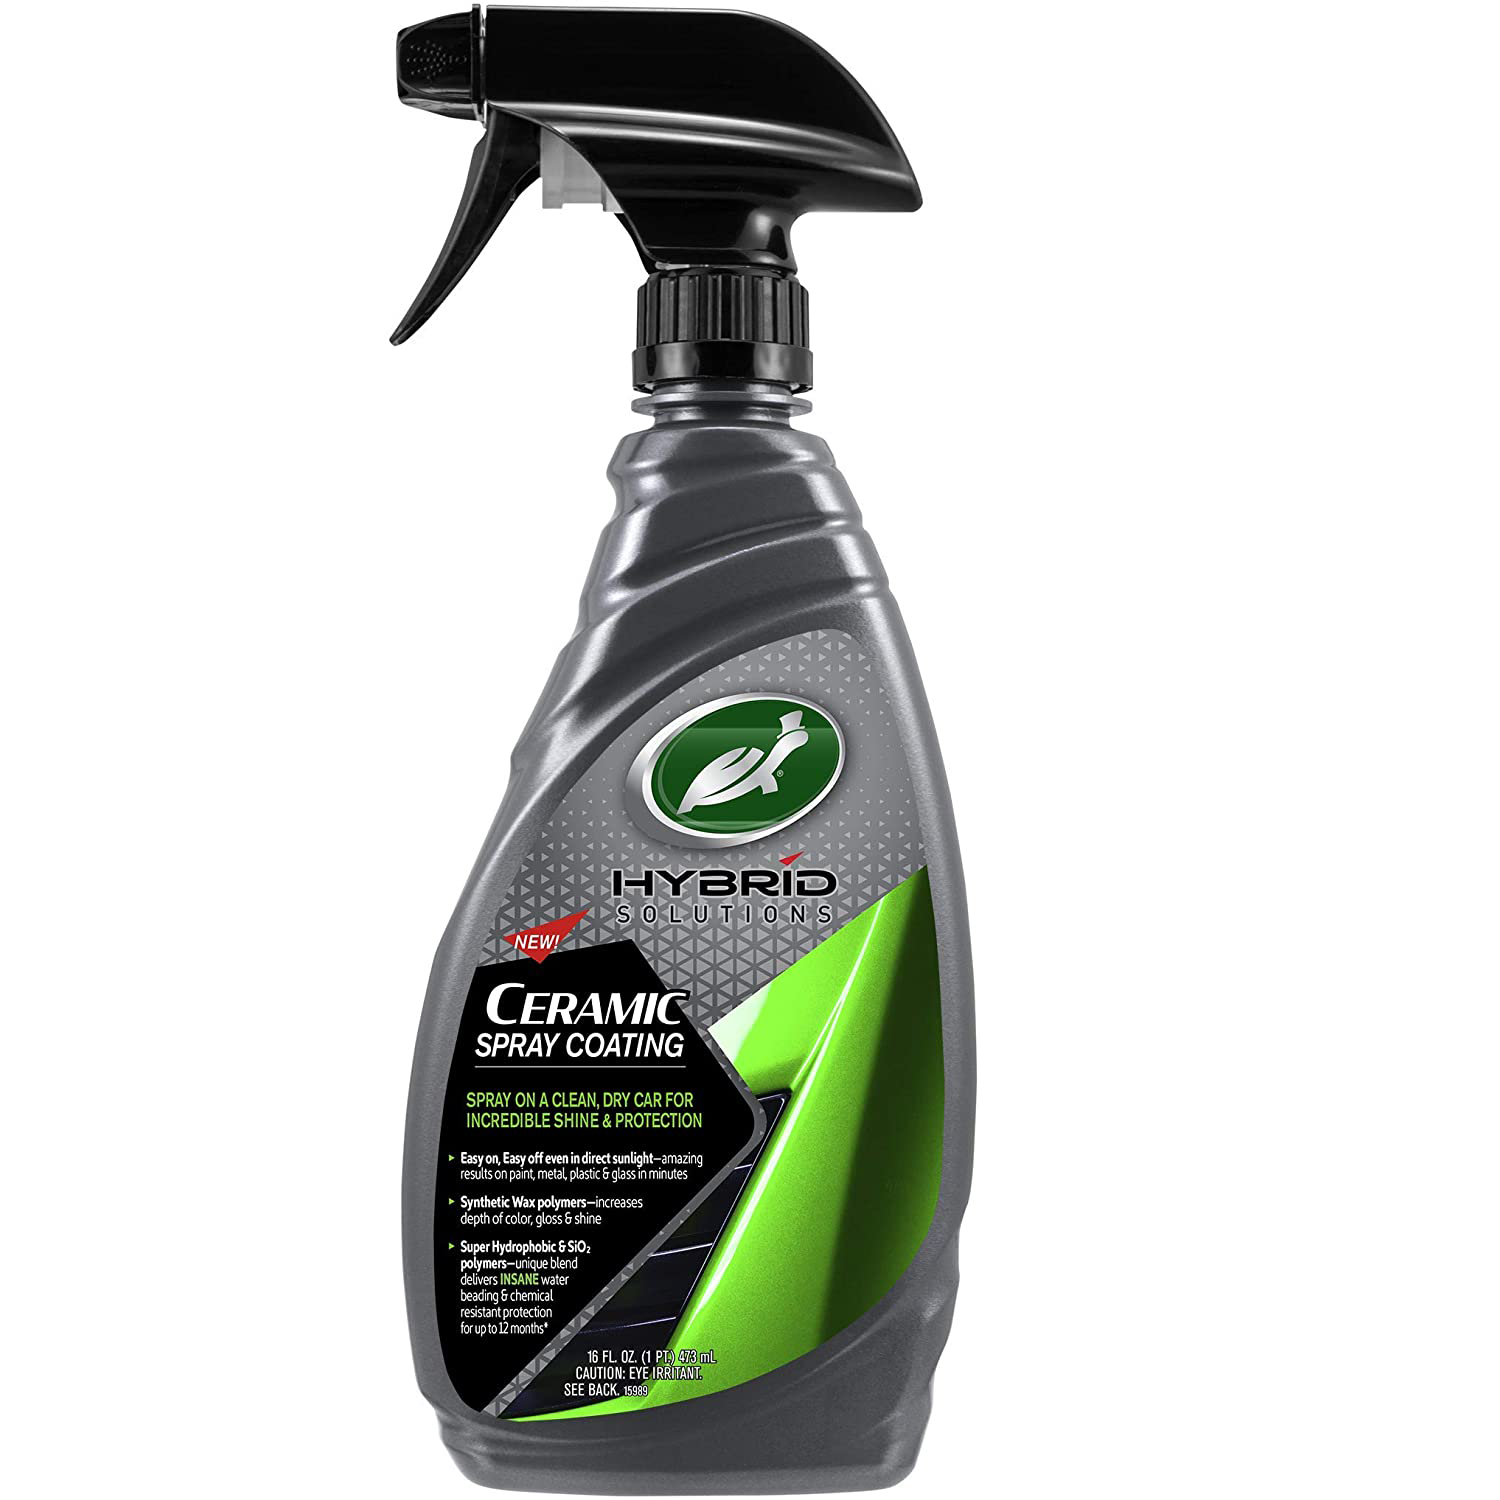 HYBRID
SOLUTIONS
NEW!
CERAMIC
SPRAY COATING
SPRAY ON A CLEAN, DRY CAR FOR
INCREDIBLE SHINE & PROTECTION
Easy on, Easy off even in direct sunlight—amazing
results on paint, metal, plastic & glass in minutes
Synthetic Wax polymers—increases
depth of color, gloss & shine
Super Hydrophobic & SiO₂
polymers—unique blend
delivers INSANE water
beading & chemical
resistant protection
for up to 12 months*
16 FL. OZ. (1 PT.) 473 mL
CAUTION: EYE IRRITANT.
SEE BACK. 15989